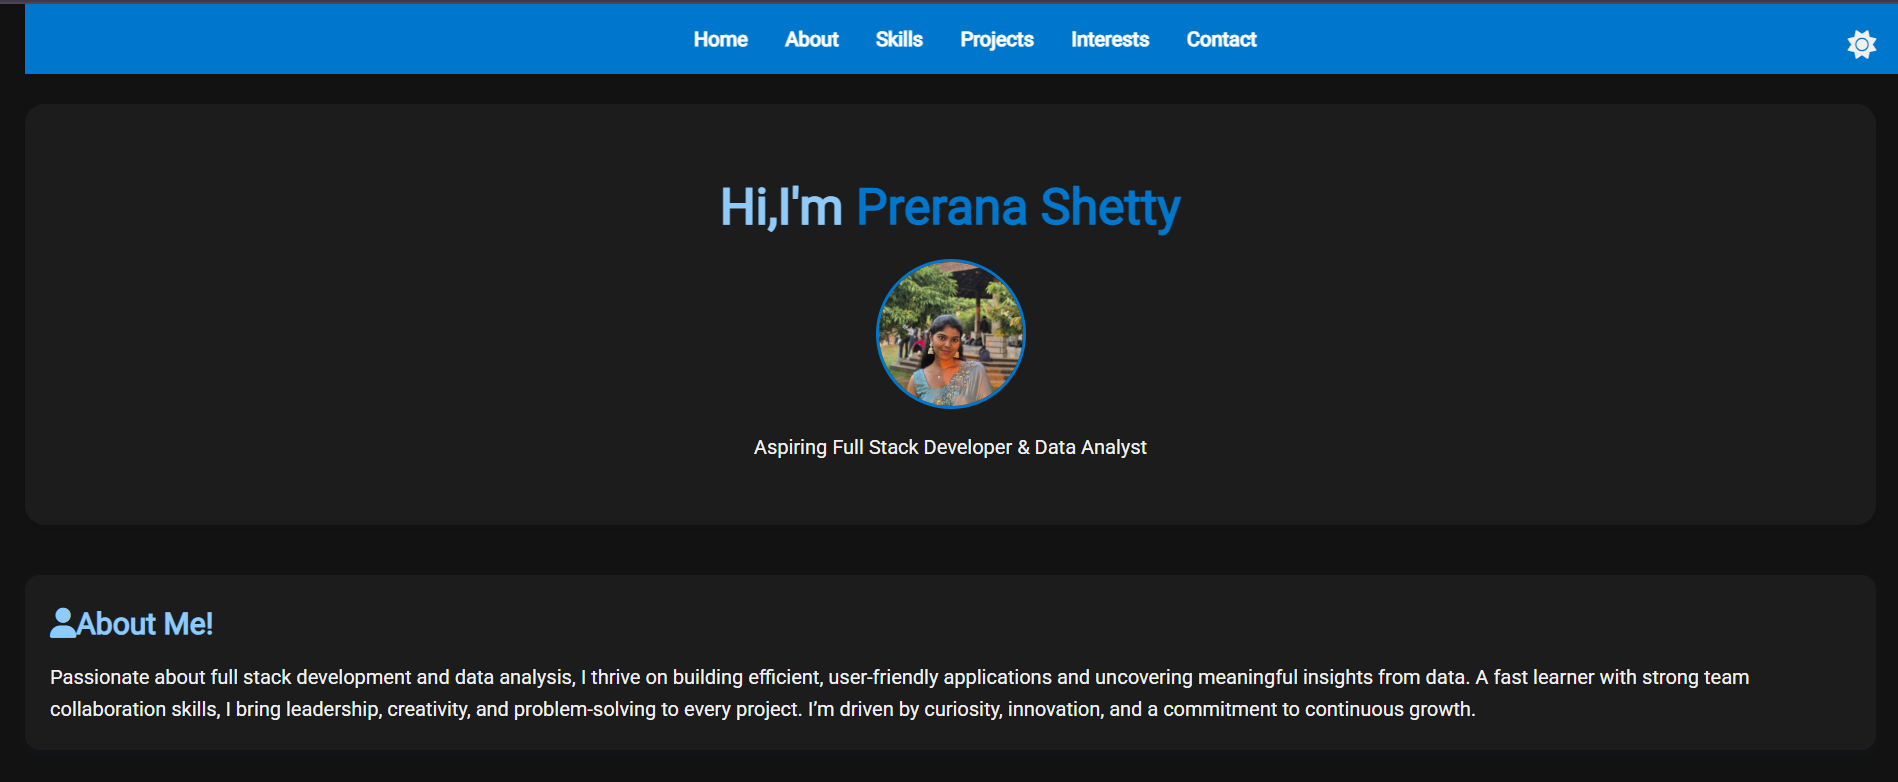 Home About Skills Projects Interests Contact
Hi,I'm Prerana Shetty
Aspiring Full Stack Developer & Data Analyst
About Me!
Passionate about full stack development and data analysis, I thrive on building efficient, user-friendly applications and uncovering meaningful insights from data. A fast learner with strong team
collaboration skills, I bring leadership, creativity, and problem-solving to every project. I’m driven by curiosity, innovation, and a commitment to continuous growth.